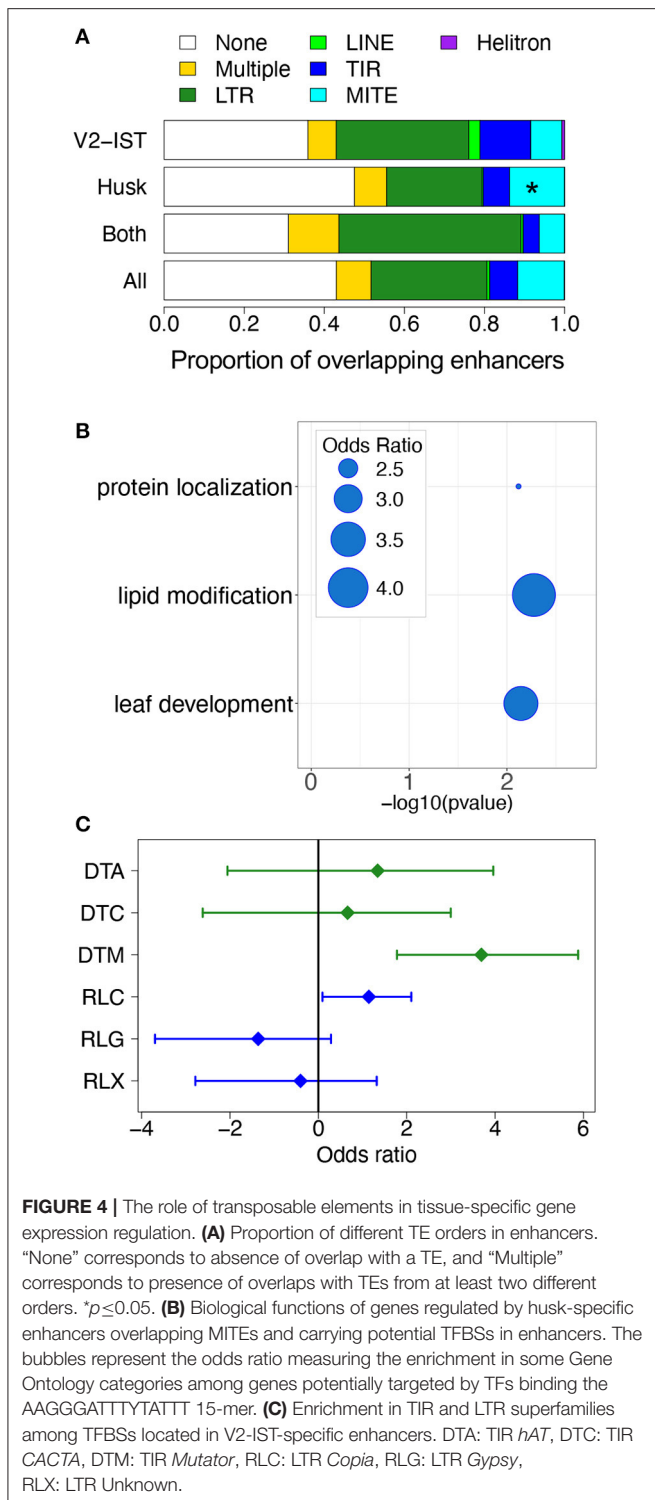 A
None
LINE
Helitron
Multiple
TIR
LTR
MITE
V2−IST
Husk
*
Both
All
0.0 0.2 0.4 0.6 0.8 1.0
Proportion of overlapping enhancers
B
Odds Ratio
2.5
3.0
3.5
4.0
protein localization
lipid modification
leaf development
0 1 2
−log10(pvalue)
C
DTA
DTC
DTM
RLC
RLG
RLX
−4 −2 0 2 4 6
Odds ratio
FIGURE 4 | The role of transposable elements in tissue-specific gene
expression regulation. (A) Proportion of different TE orders in enhancers.
“None” corresponds to absence of overlap with a TE, and “Multiple”
corresponds to presence of overlaps with TEs from at least two different
orders. *p≤0.05. (B) Biological functions of genes regulated by husk-specific
enhancers overlapping MITEs and carrying potential TFBSs in enhancers. The
bubbles represent the odds ratio measuring the enrichment in some Gene
Ontology categories among genes potentially targeted by TFs binding the
AAGGGATTTYTATTT 15-mer. (C) Enrichment in TIR and LTR superfamilies
among TFBSs located in V2-IST-specific enhancers. DTA: TIR hAT, DTC: TIR
CACTA, DTM: TIR Mutator, RLC: LTR Copia, RLG: LTR Gypsy,
RLX: LTR Unknown.